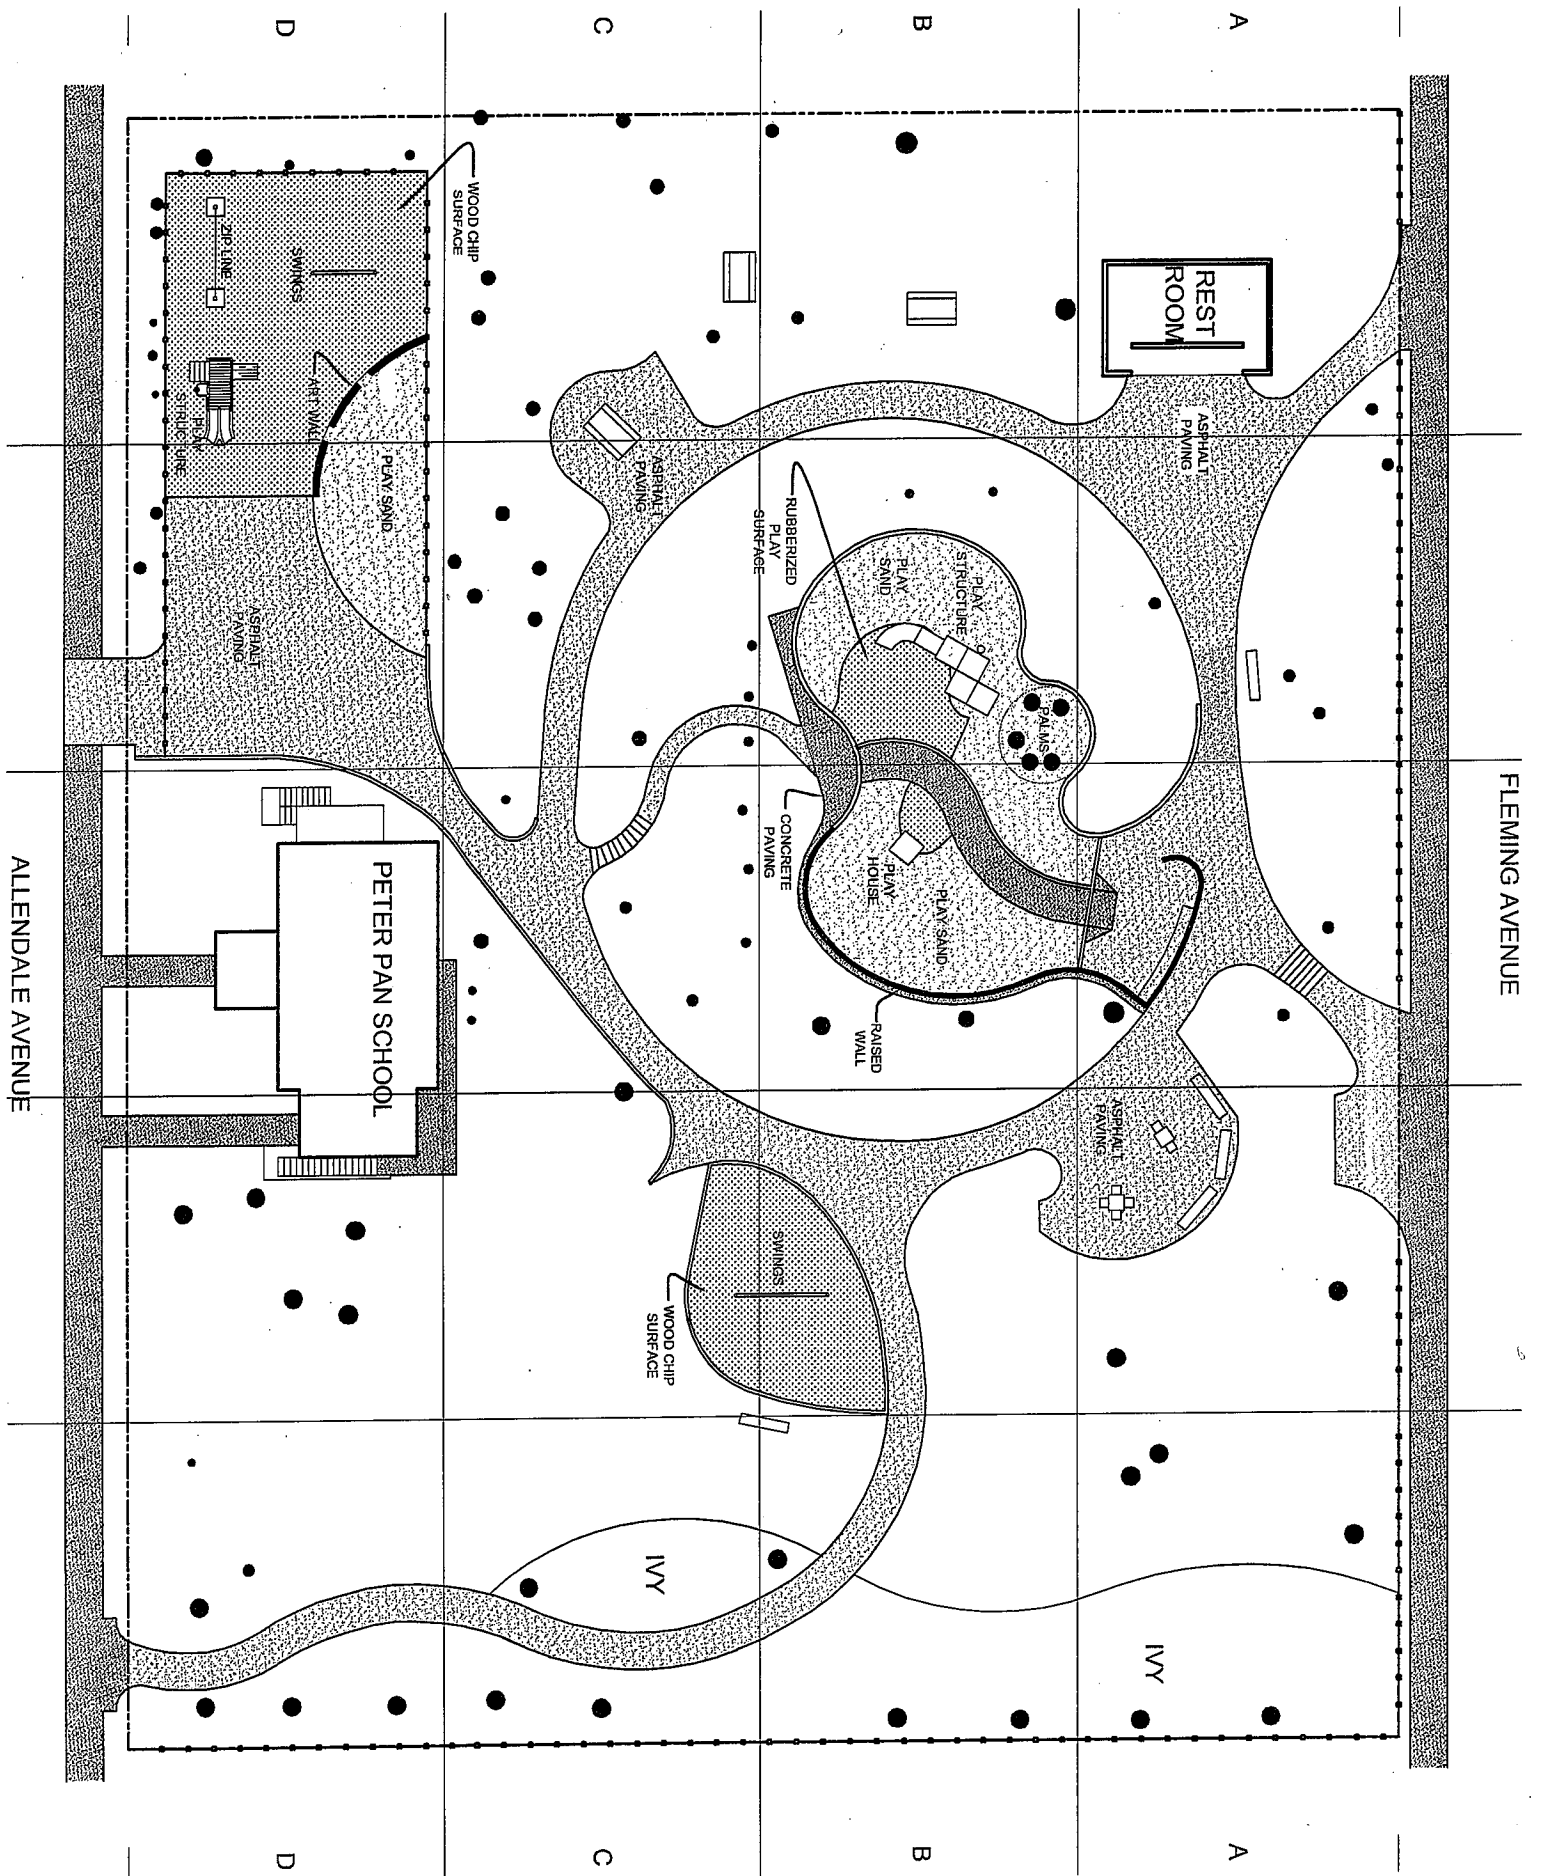 A
B
C
D
FLEMING AVENUE
REST
ROOM
ASPHALT
PAVING
WOOD CHIP
SURFACE
ZIP LINE
SWINGS
ART WALL
PLAY
STRUCTURE
PLAY SAND
ASPHALT
PAVING
ASPHALT
PAVING
RUBBERIZED
PLAY
SURFACE
PLAY
STRUCTURE
PLAY
SAND
PALMS
CONCRETE
PAVING
PLAY
HOUSE
PLAY SAND
RAISED
WALL
PETER PAN SCHOOL
ASPHALT
PAVING
SWINGS
WOOD CHIP
SURFACE
IVY
IVY
ALLENDALE AVENUE
A
B
C
D